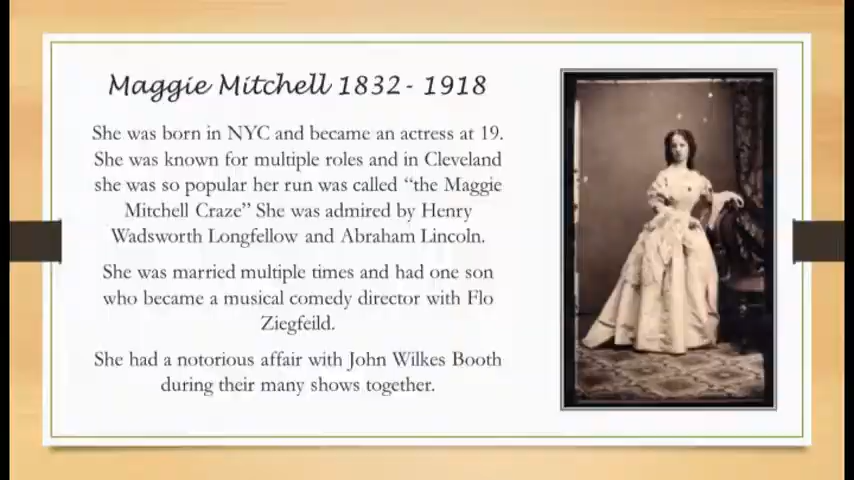 Maggie Mitchell 1832- 1918
She was born in NYC and became an actress at 19.
She was known for multiple roles and in Cleveland
she was so popular her run was called “the Maggie
Mitchell Craze” She was admired by Henry
Wadsworth Longfellow and Abraham Lincoln.
She was married multiple times and had one son
who became a musical comedy director with Flo
Ziegfeild.
She had a notorious affair with John Wilkes Booth
during their many shows together.